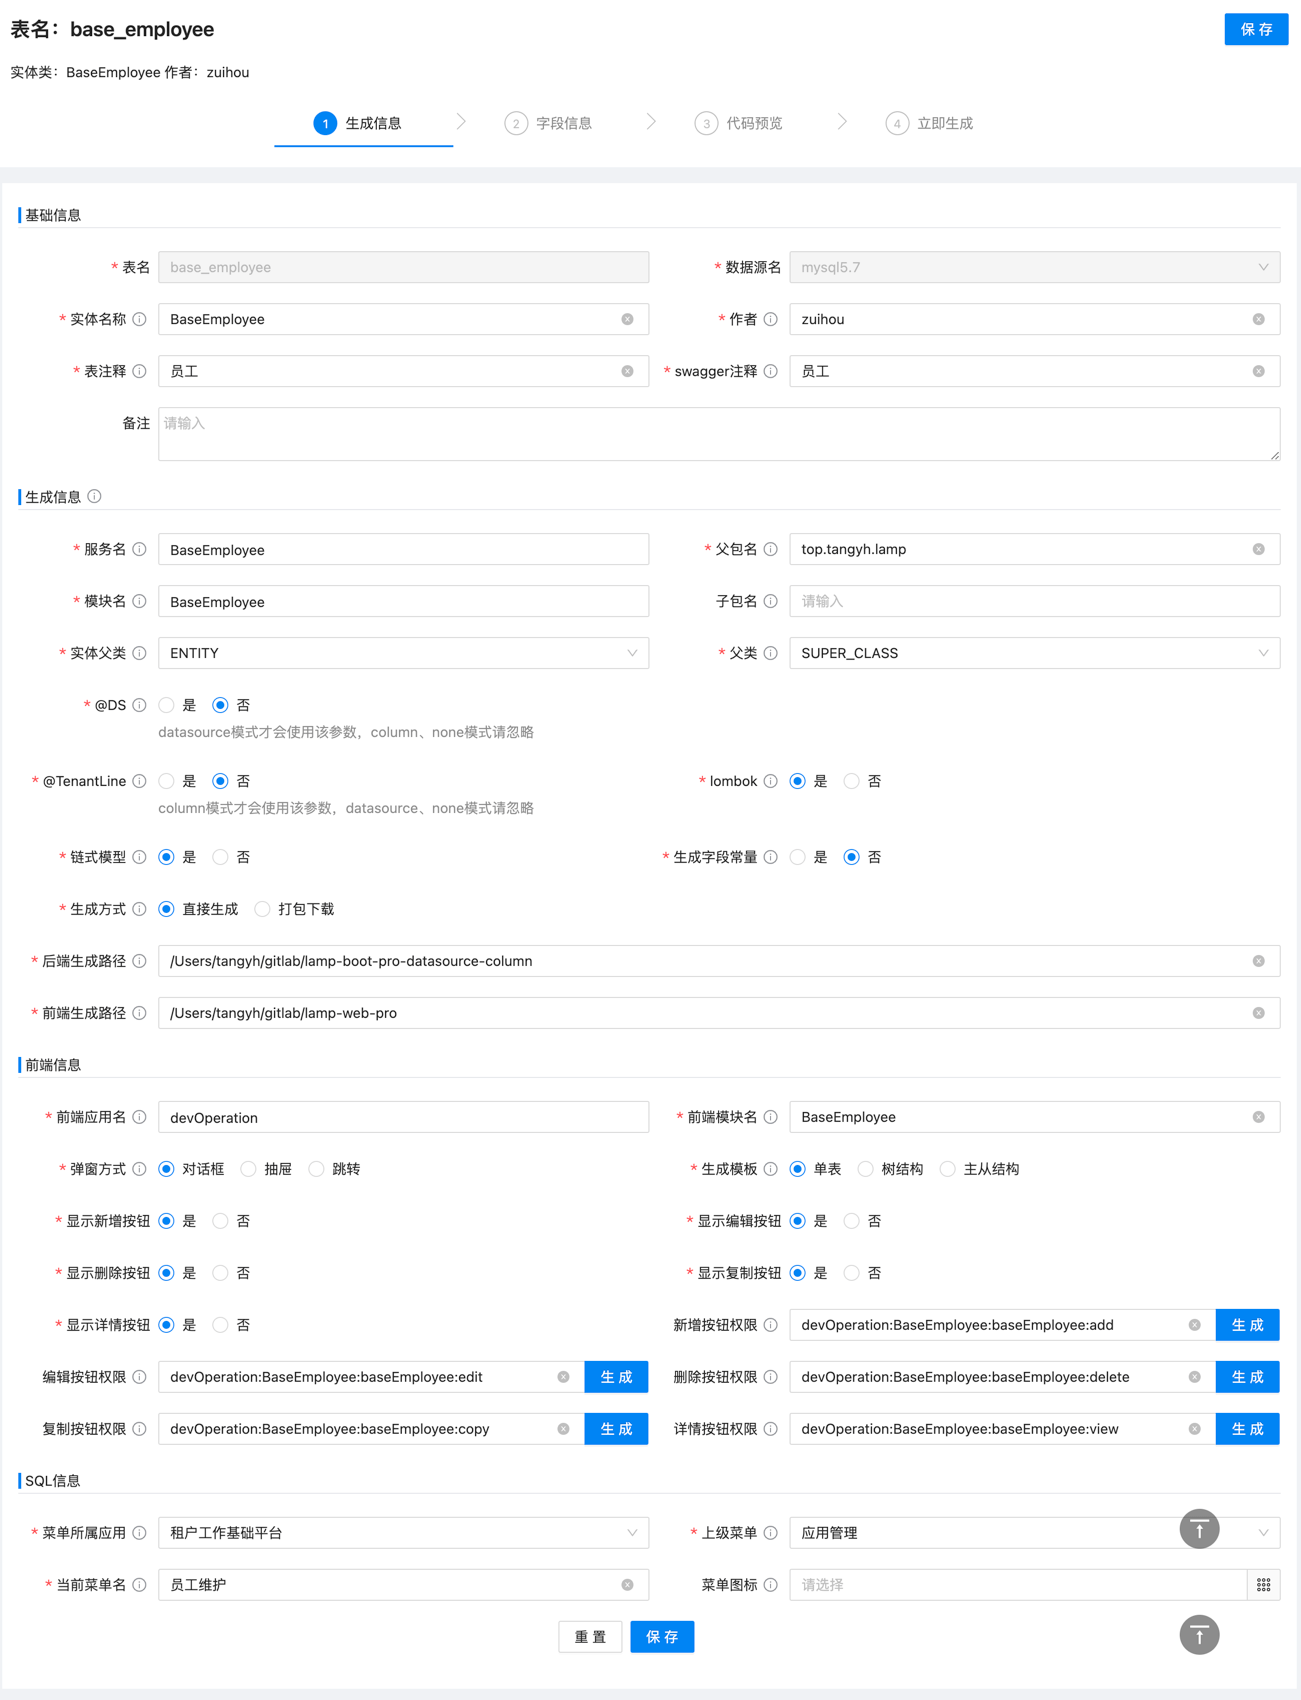 表名：base_employee
保 存
实体类：BaseEmployee 作者：zuihou
1 生成信息
2 字段信息
3 代码预览
4 立即生成
基础信息
* 表名 base_employee
* 数据源名 mysql5.7
* 实体名称 BaseEmployee
* 作者 zuihou
* 表注释 员工
* swagger注释 员工
备注 请输入
生成信息
* 服务名 BaseEmployee
* 父包名 top.tangyh.lamp
* 模块名 BaseEmployee
子包名 请输入
* 实体父类 ENTITY
* 父类 SUPER_CLASS
* @DS 是 否
datasource模式才会使用该参数，column、none模式请忽略
* @TenantLine 是 否
* lombok 是 否
column模式才会使用该参数，datasource、none模式请忽略
* 链式模型 是 否
* 生成字段常量 是 否
* 生成方式 直接生成 打包下载
* 后端生成路径 /Users/tangyh/gitlab/lamp-boot-pro-datasource-column
* 前端生成路径 /Users/tangyh/gitlab/lamp-web-pro
前端信息
* 前端应用名 devOperation
* 前端模块名 BaseEmployee
* 弹窗方式 对话框 抽屉 跳转
* 生成模板 单表 树结构 主从结构
* 显示新增按钮 是 否
* 显示编辑按钮 是 否
* 显示删除按钮 是 否
* 显示复制按钮 是 否
* 显示详情按钮 是 否
新增按钮权限 devOperation:BaseEmployee:baseEmployee:add 生 成
编辑按钮权限 devOperation:BaseEmployee:baseEmployee:edit 生 成
删除按钮权限 devOperation:BaseEmployee:baseEmployee:delete 生 成
复制按钮权限 devOperation:BaseEmployee:baseEmployee:copy 生 成
详情按钮权限 devOperation:BaseEmployee:baseEmployee:view 生 成
SQL信息
* 菜单所属应用 租户工作基础平台
* 上级菜单 应用管理
* 当前菜单名 员工维护
菜单图标 请选择
重 置
保 存